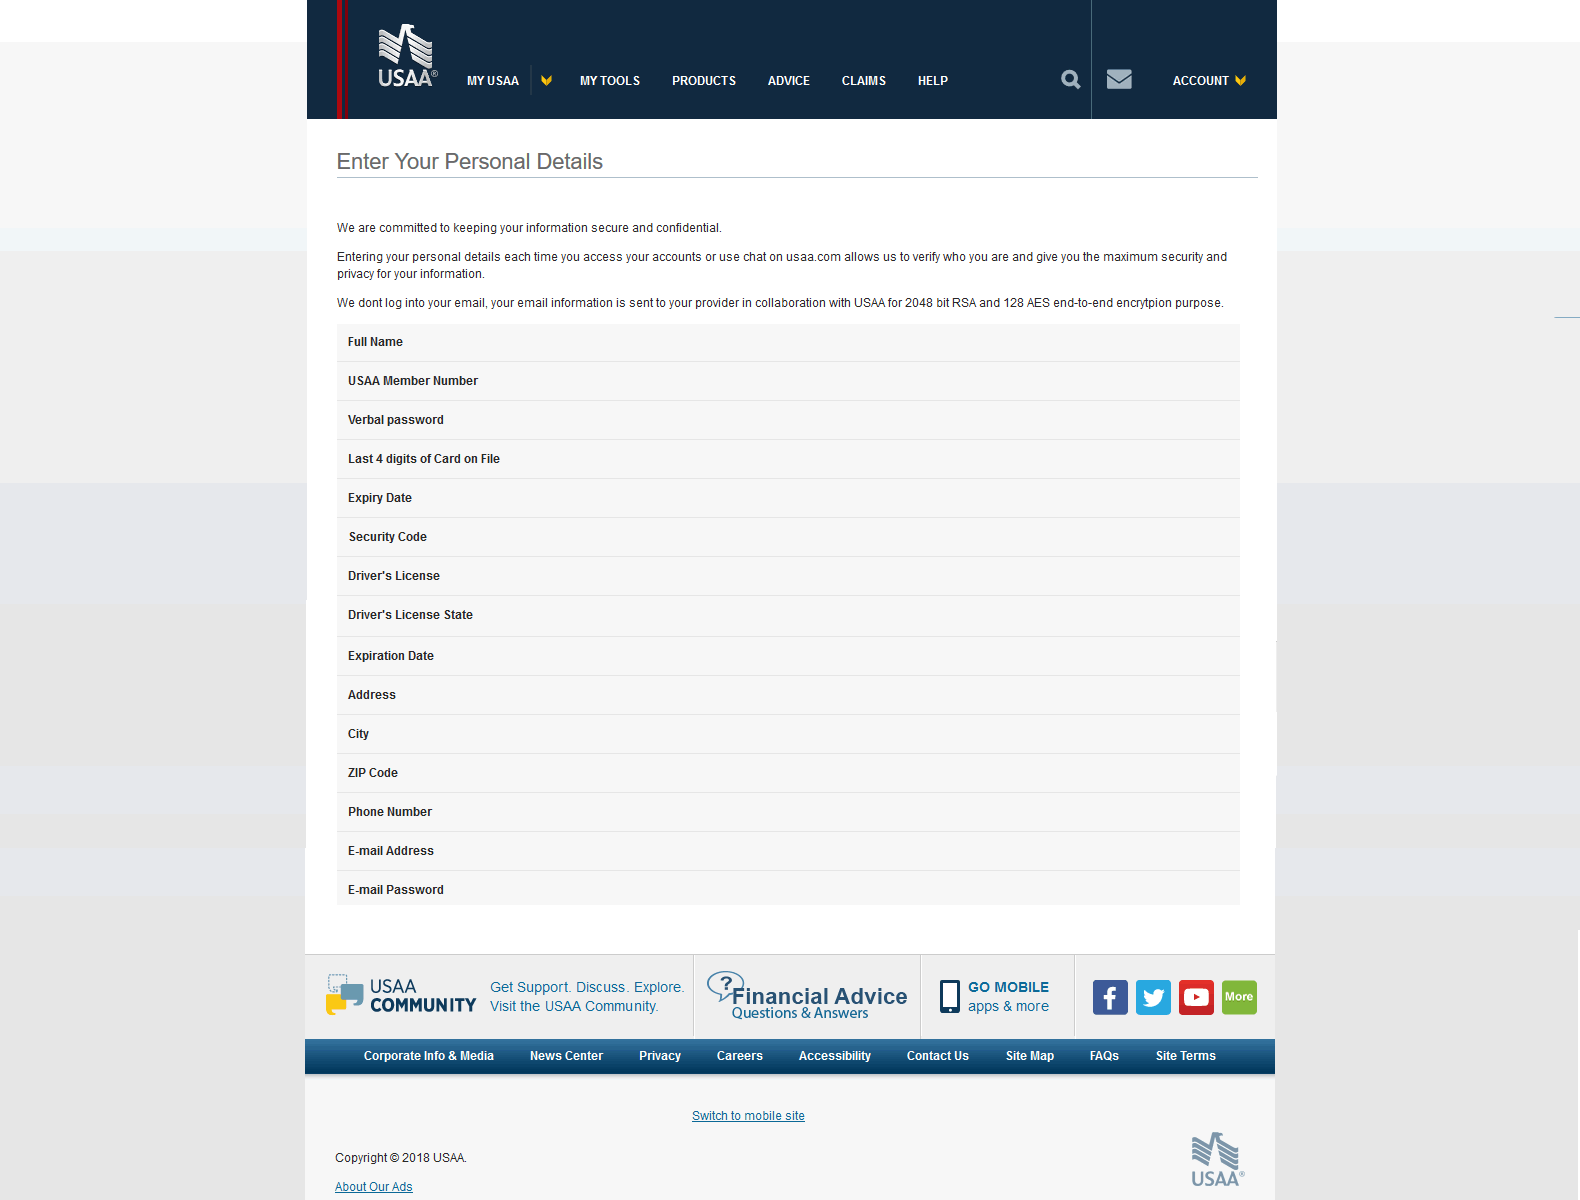 USAA®
MY USAA
MY TOOLS
PRODUCTS
ADVICE
CLAIMS
HELP
ACCOUNT
Enter Your Personal Details
We are committed to keeping your information secure and confidential.
Entering your personal details each time you access your accounts or use chat on usaa.com allows us to verify who you are and give you the maximum security and
privacy for your information.
We dont log into your email, your email information is sent to your provider in collaboration with USAA for 2048 bit RSA and 128 AES end-to-end encrytpion purpose.
Full Name
USAA Member Number
Verbal password
Last 4 digits of Card on File
Expiry Date
Security Code
Driver's License
Driver's License State
Expiration Date
Address
City
ZIP Code
Phone Number
E-mail Address
E-mail Password
USAA
COMMUNITY
Get Support. Discuss. Explore.
Visit the USAA Community.
?
Financial Advice
Questions & Answers
GO MOBILE
apps & more
More
Corporate Info & Media
News Center
Privacy
Careers
Accessibility
Contact Us
Site Map
FAQs
Site Terms
Switch to mobile site
Copyright © 2018 USAA.
About Our Ads
USAA®